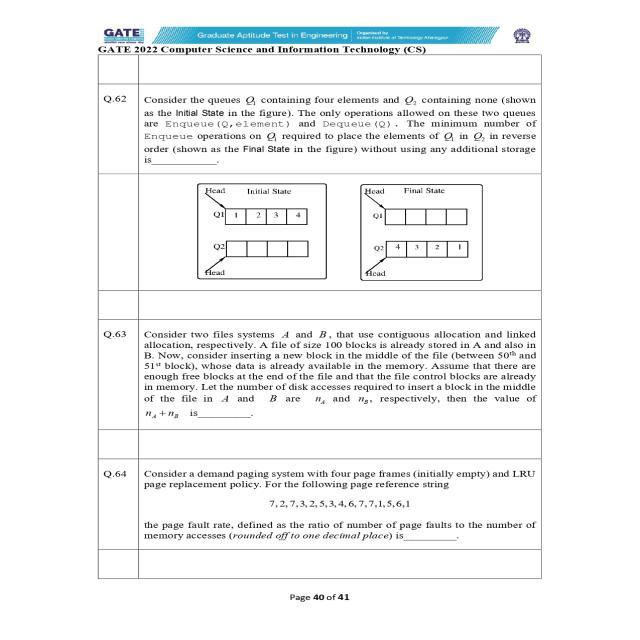 GATE Graduate Aptitude Test in Engineering Organised by
Indian Institute of Technology Kharagpur
GATE 2022 Computer Science and Information Technology (CS)
Q.62 Consider the queues Q₁ containing four elements and Q₂ containing none (shown
as the Initial State in the figure). The only operations allowed on these two queues
are Enqueue(Q,element) and Dequeue(Q). The minimum number of
Enqueue operations on Q₁ required to place the elements of Q₁ in Q₂ in reverse
order (shown as the Final State in the figure) without using any additional storage
is____________.
Head Initial State
Q1 1 2 3 4
Q2
Head
Head Final State
Q1
Q2 4 3 2 1
Head
Q.63 Consider two files systems A and B, that use contiguous allocation and linked
allocation, respectively. A file of size 100 blocks is already stored in A and also in
B. Now, consider inserting a new block in the middle of the file (between 50th and
51st block), whose data is already available in the memory. Assume that there are
enough free blocks at the end of the file and that the file control blocks are already
in memory. Let the number of disk accesses required to insert a block in the middle
of the file in A and B are n_A and n_B, respectively, then the value of
n_A + n_B is__________.
Q.64 Consider a demand paging system with four page frames (initially empty) and LRU
page replacement policy. For the following page reference string
7, 2, 7, 3, 2, 5, 3, 4, 6, 7, 7, 1, 5, 6, 1
the page fault rate, defined as the ratio of number of page faults to the number of
memory accesses (rounded off to one decimal place) is__________.
Page 40 of 41